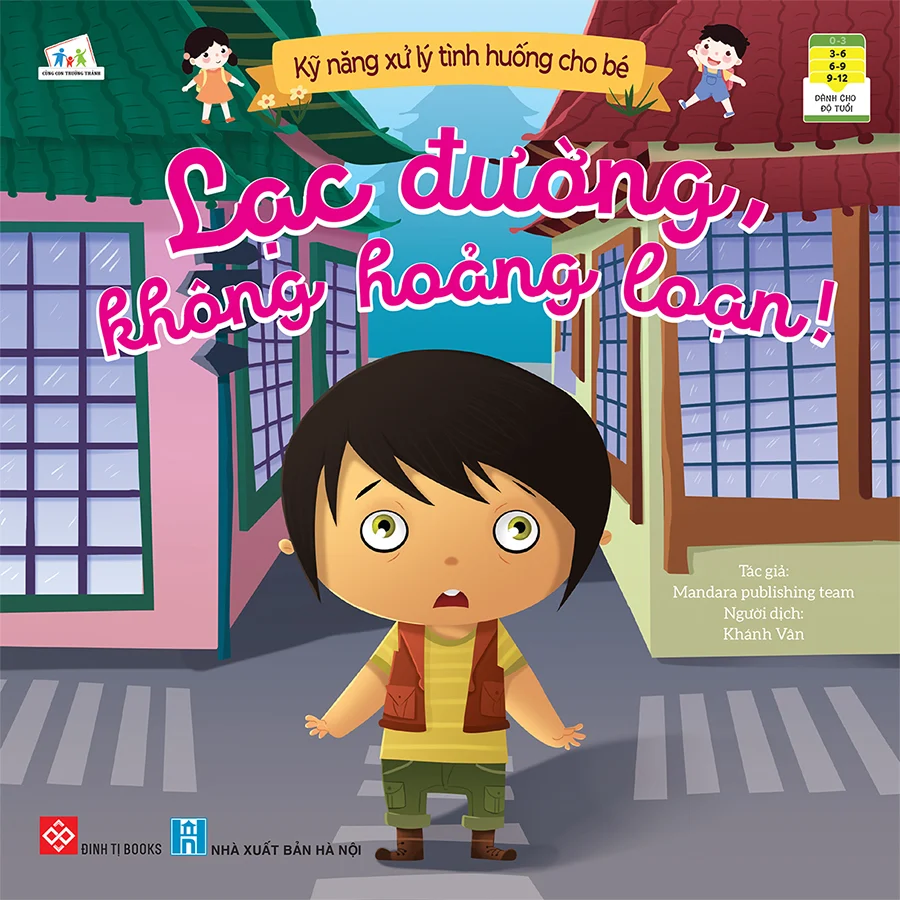 CÙNG CON TRƯỞNG THÀNH
Kỹ năng xử lý tình huống cho bé
0-3
3-6
6-9
9-12
DÀNH CHO
ĐỘ TUỔI
Lạc đường,
không hoảng loạn!
Tác giả:
Mandara publishing team
Người dịch:
Khánh Vân
ĐINH TỊ BOOKS
NHÀ XUẤT BẢN HÀ NỘI